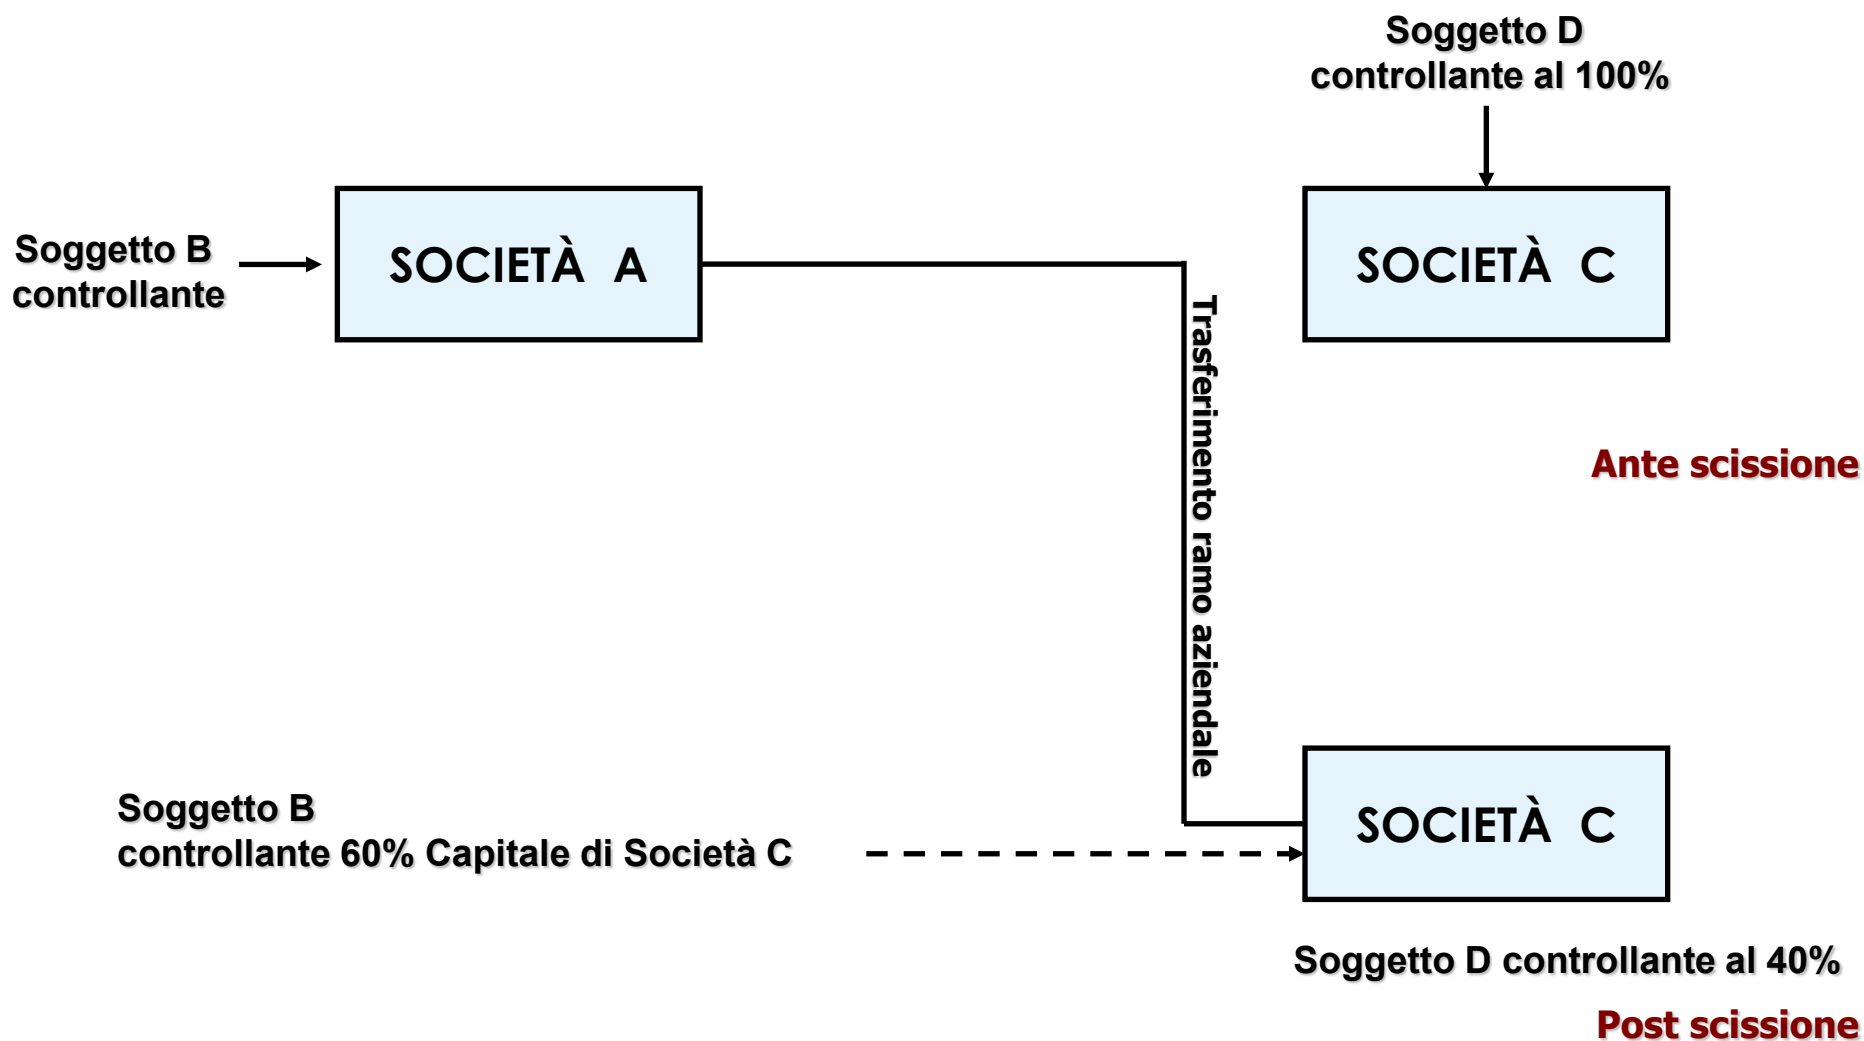 Soggetto D
controllante al 100%
Soggetto B
controllante
SOCIETÀ A
SOCIETÀ C
Trasferimento ramo aziendale
Ante scissione
Soggetto B
controllante 60% Capitale di Società C
SOCIETÀ C
Soggetto D controllante al 40%
Post scissione